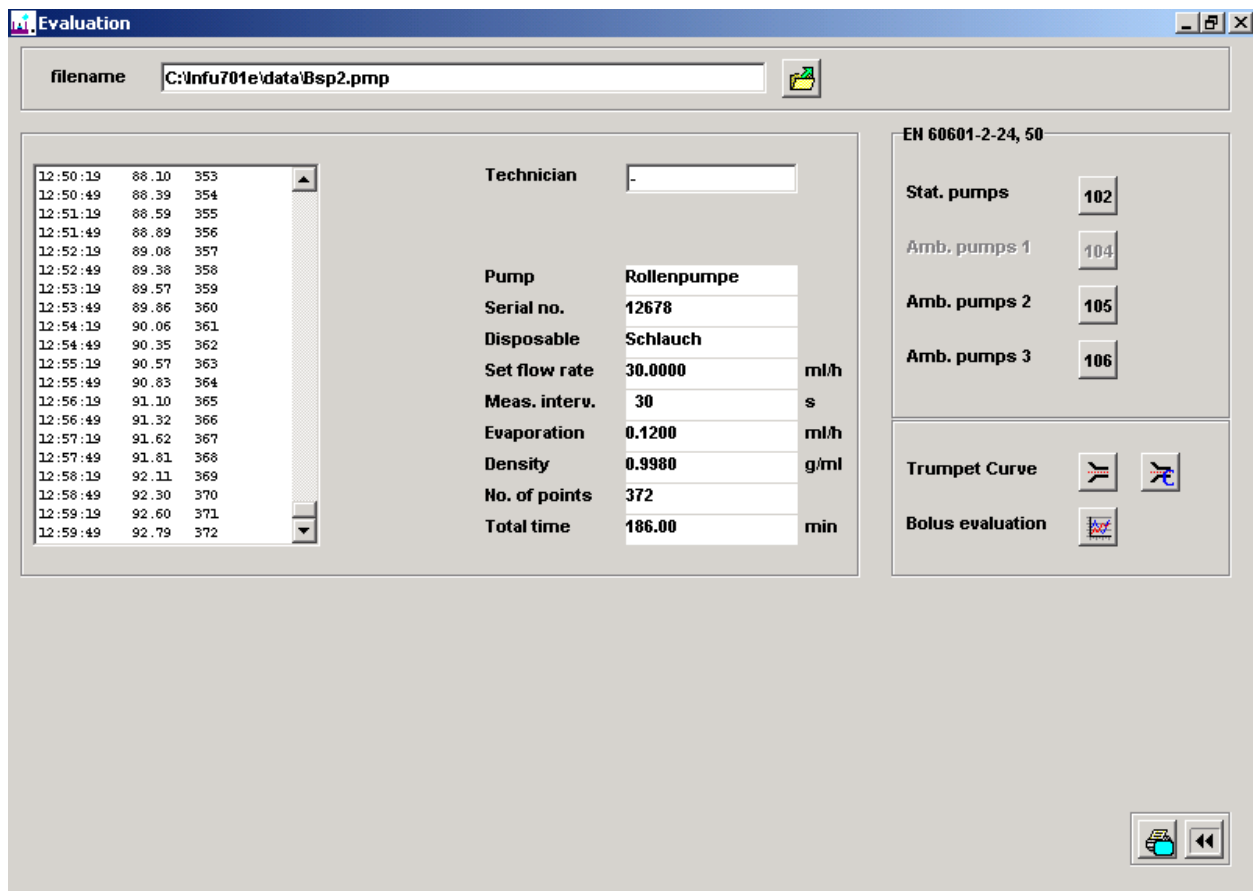 Evaluation
filename C:\Infu701e\data\Bsp2.pmp
12:50:19 88.10 353
12:50:49 88.39 354
12:51:19 88.59 355
12:51:49 88.89 356
12:52:19 89.08 357
12:52:49 89.38 358
12:53:19 89.57 359
12:53:49 89.86 360
12:54:19 90.06 361
12:54:49 90.35 362
12:55:19 90.57 363
12:55:49 90.83 364
12:56:19 91.10 365
12:56:49 91.32 366
12:57:19 91.62 367
12:57:49 91.81 368
12:58:19 92.11 369
12:58:49 92.30 370
12:59:19 92.60 371
12:59:49 92.79 372
Technician -
Pump Rollenpumpe
Serial no. 12678
Disposable Schlauch
Set flow rate 30.0000 ml/h
Meas. interv. 30 s
Evaporation 0.1200 ml/h
Density 0.9980 g/ml
No. of points 372
Total time 186.00 min
EN 60601-2-24, 50
Stat. pumps 102
Amb. pumps 1 104
Amb. pumps 2 105
Amb. pumps 3 106
Trumpet Curve C
Bolus evaluation